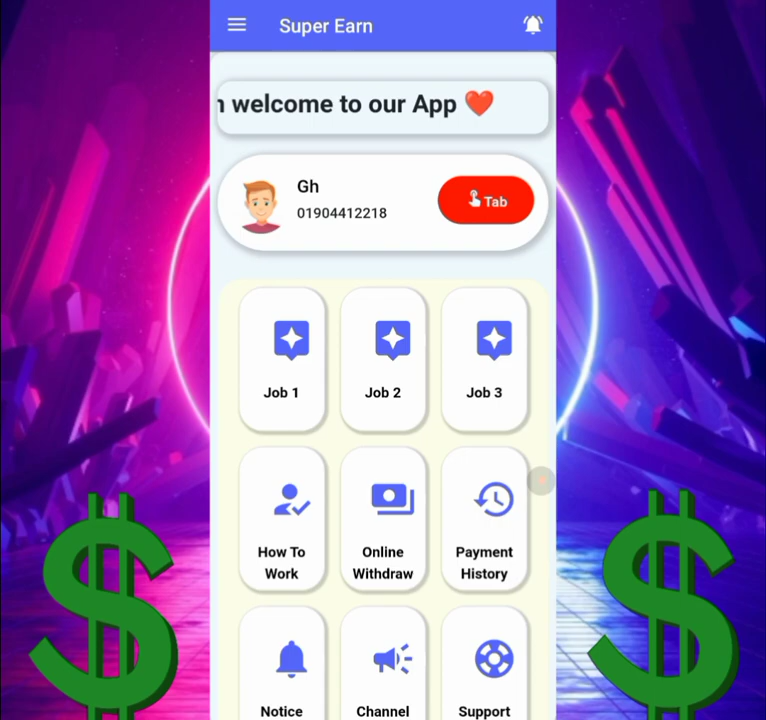 Super Earn
welcome to our App ❤️
Gh
01904412218
Tab
Job 1
Job 2
Job 3
How To
Work
Online
Withdraw
Payment
History
Notice
Channel
Support